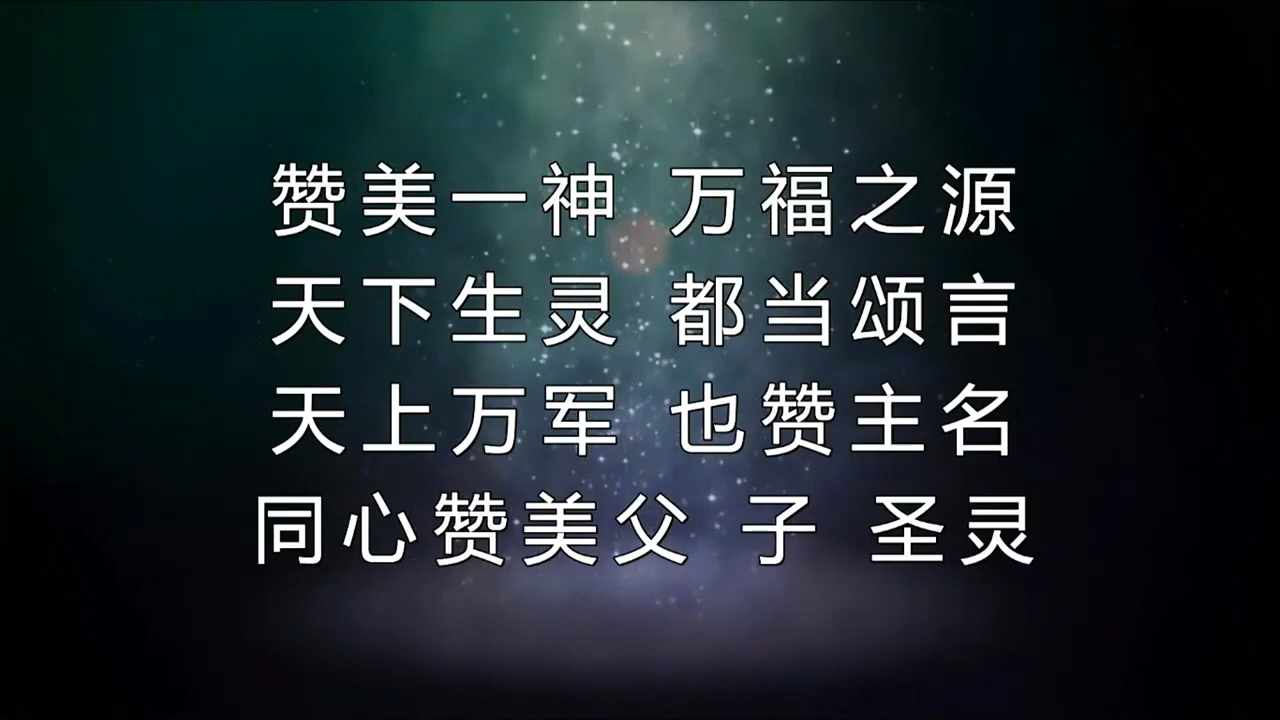 赞美一神 万福之源
天下生灵 都当颂言
天上万军 也赞主名
同心赞美父 子 圣灵